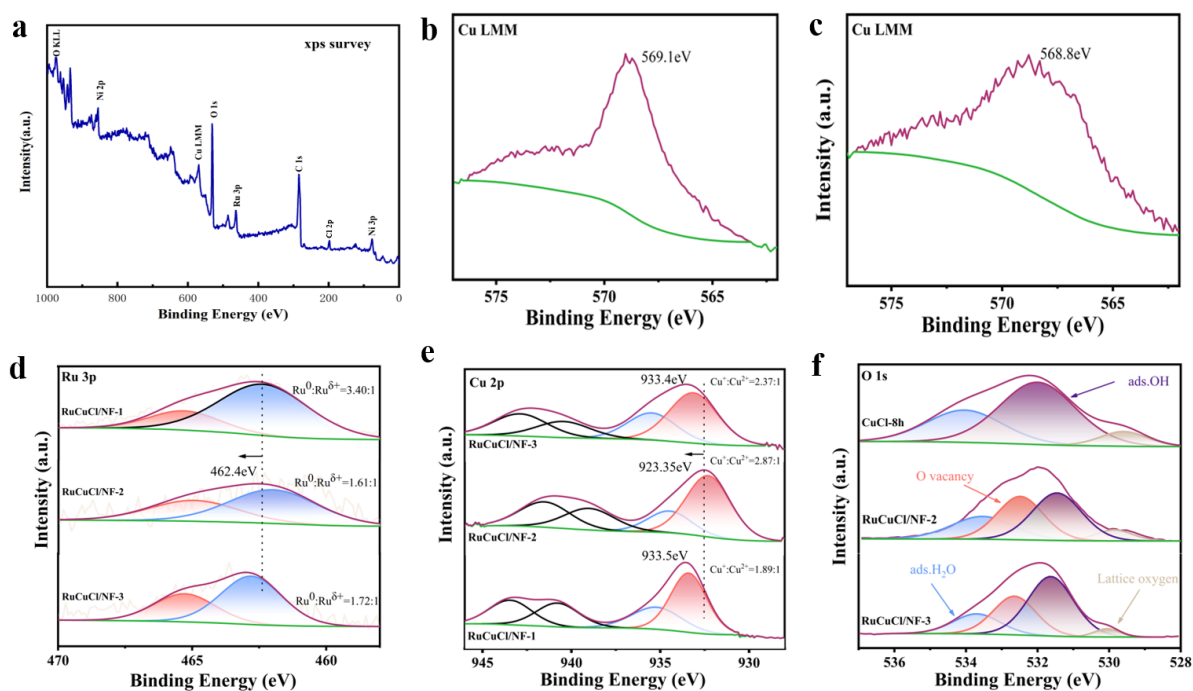 a
xps survey
O KLL
Ni 2p
Cu LMM
O 1s
Ru 3p
C 1s
Cl 2p
Ni 3p
Intensity(a.u.)
1000 800 600 400 200 0
Binding Energy (eV)
b
Cu LMM
569.1eV
Intensity (a.u.)
575 570 565
Binding Energy (eV)
c
Cu LMM
568.8eV
Intensity (a.u.)
575 570 565
Binding Energy (eV)
d
Ru 3p
Ru⁰:Ruᵟ⁺=3.40:1
RuCuCl/NF-1
462.4eV
Ru⁰:Ruᵟ⁺=1.61:1
RuCuCl/NF-2
Ru⁰:Ruᵟ⁺=1.72:1
RuCuCl/NF-3
Intensity (a.u.)
470 465 460
Binding Energy (eV)
e
Cu 2p
933.4eV
Cu⁺:Cu²⁺=2.37:1
RuCuCl/NF-3
923.35eV
Cu⁺:Cu²⁺=2.87:1
RuCuCl/NF-2
933.5eV
Cu⁺:Cu²⁺=1.89:1
RuCuCl/NF-1
Intensity (a.u.)
945 940 935 930
Binding Energy (eV)
f
O 1s
ads.OH
CuCl-8h
O vacancy
RuCuCl/NF-2
ads.H₂O
Lattice oxygen
RuCuCl/NF-3
Intensity (a.u.)
536 534 532 530 528
Binding Energy (eV)